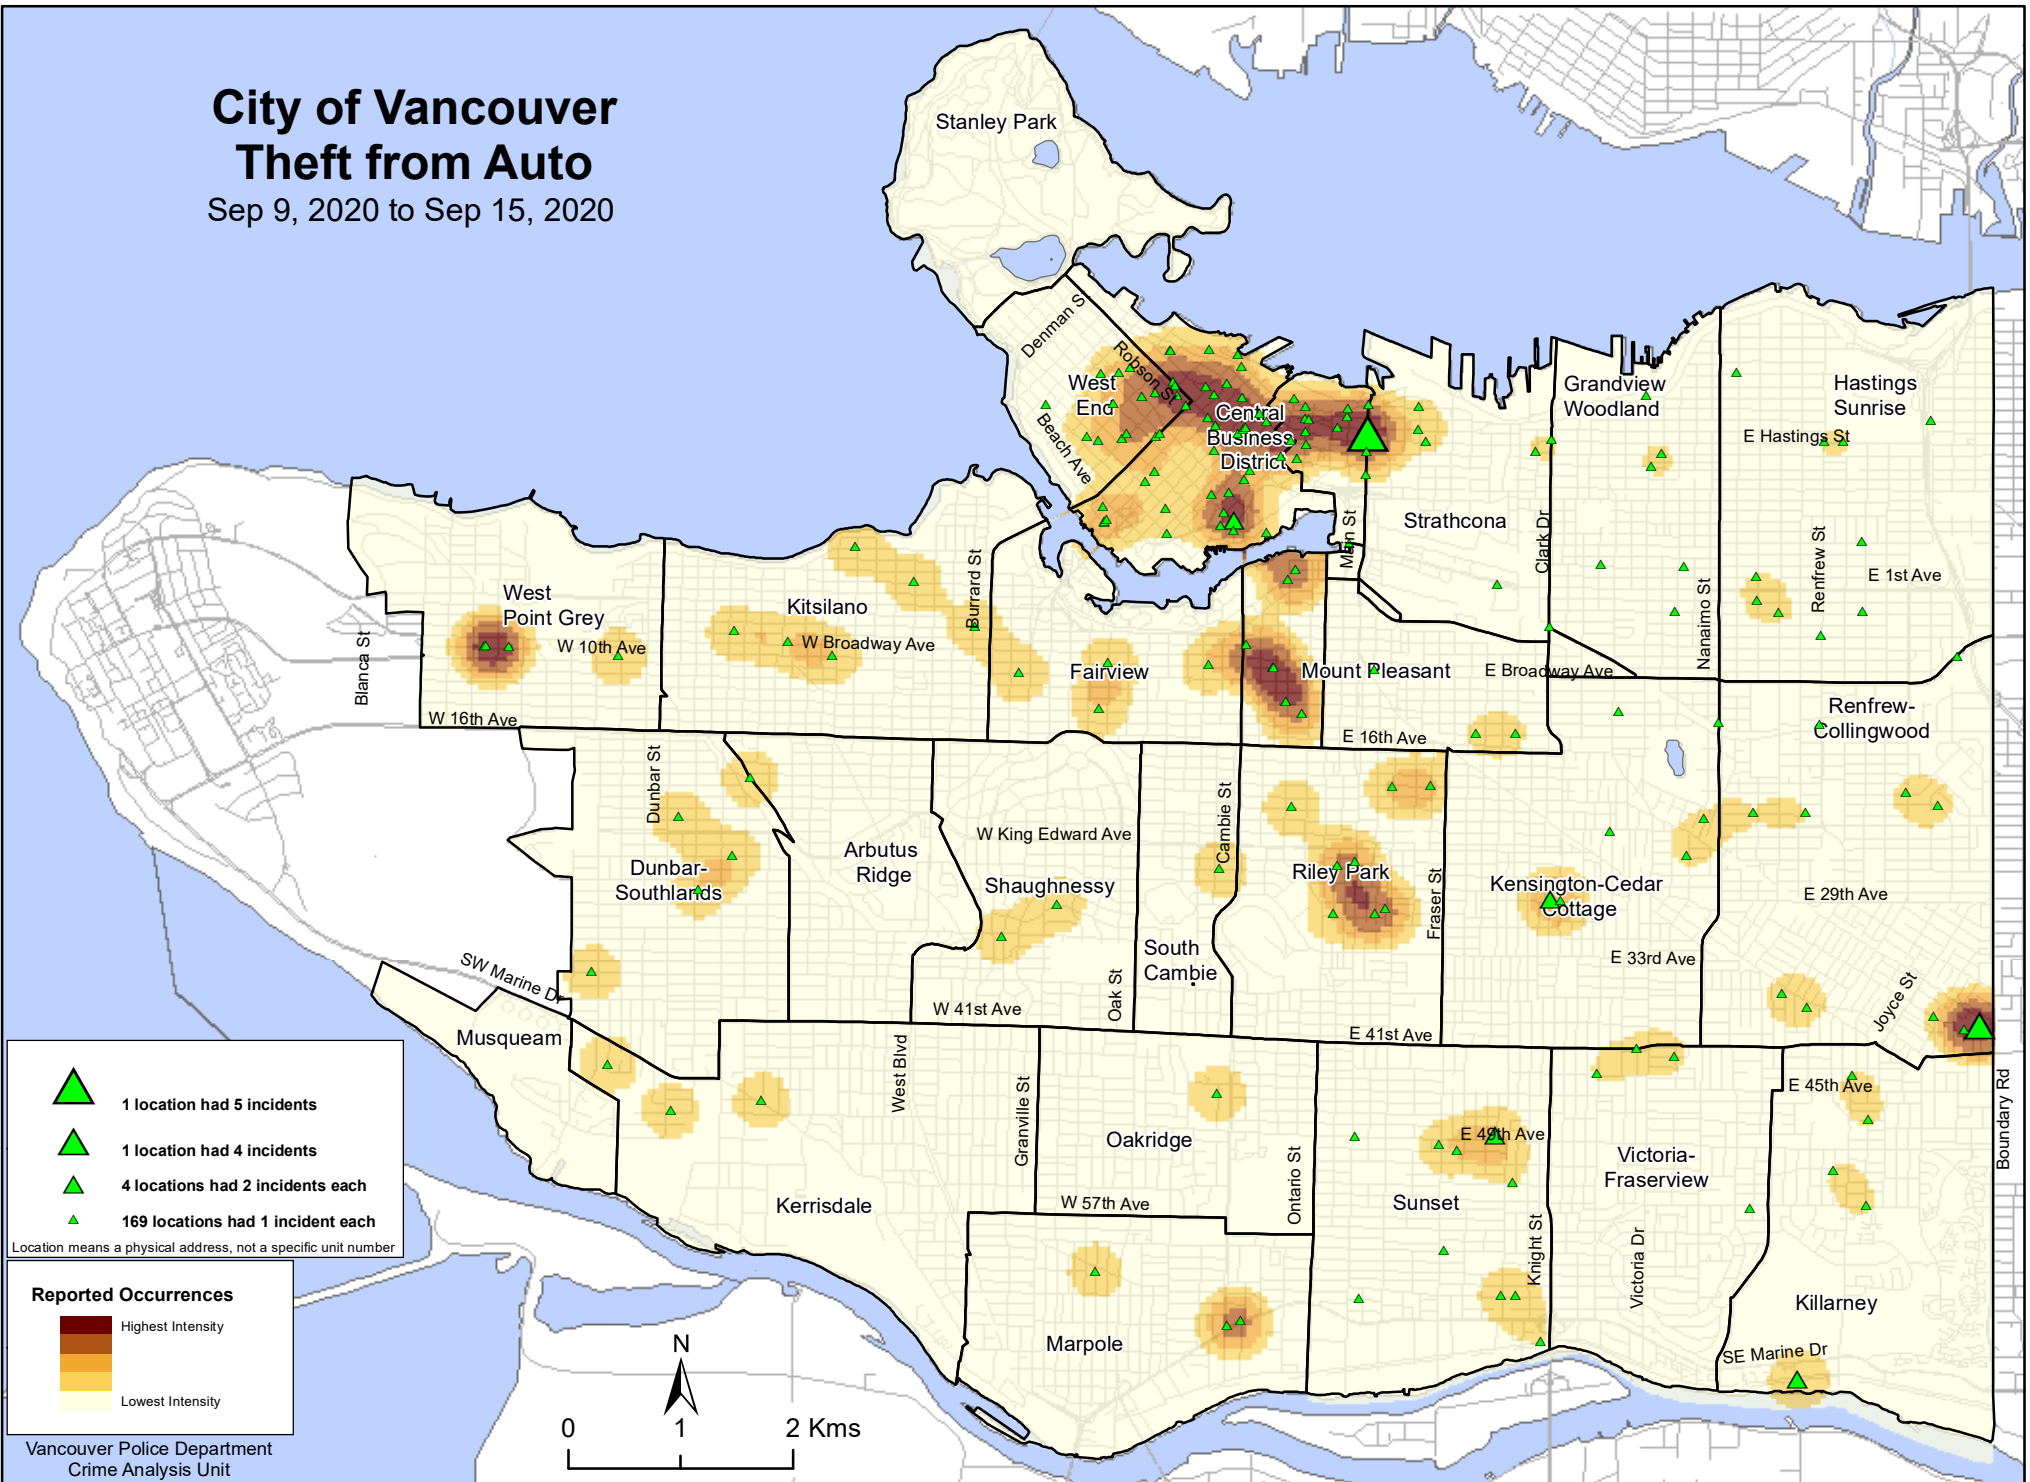 City of Vancouver
Theft from Auto
Sep 9, 2020 to Sep 15, 2020
Stanley Park
Denman S
Robson St
West
End
Beach Ave
Central
Business
District
Grandview
Woodland
Hastings
Sunrise
E Hastings St
Strathcona
Main St
Clark Dr
Nanaimo St
Renfrew St
E 1st Ave
West
Point Grey
W 10th Ave
Blanca St
W 16th Ave
Kitsilano
W Broadway Ave
Burrard St
Fairview
Mount Pleasant
E Broadway Ave
E 16th Ave
Renfrew-
Collingwood
Dunbar St
Dunbar-
Southlands
Arbutus
Ridge
W King Edward Ave
Shaughnessy
Cambie St
South
Cambie
Oak St
W 41st Ave
Riley Park
Fraser St
Kensington-Cedar
Cottage
E 29th Ave
E 33rd Ave
Joyce St
E 41st Ave
SW Marine Dr
Musqueam
West Blvd
Granville St
Kerrisdale
Oakridge
W 57th Ave
Ontario St
E 49th Ave
Sunset
Knight St
Victoria-
Fraserview
Victoria Dr
E 45th Ave
Boundary Rd
Killarney
SE Marine Dr
Marpole
1 location had 5 incidents
1 location had 4 incidents
4 locations had 2 incidents each
169 locations had 1 incident each
Location means a physical address, not a specific unit number
Reported Occurrences
Highest Intensity
Lowest Intensity
Vancouver Police Department
Crime Analysis Unit
N
0 1 2 Kms